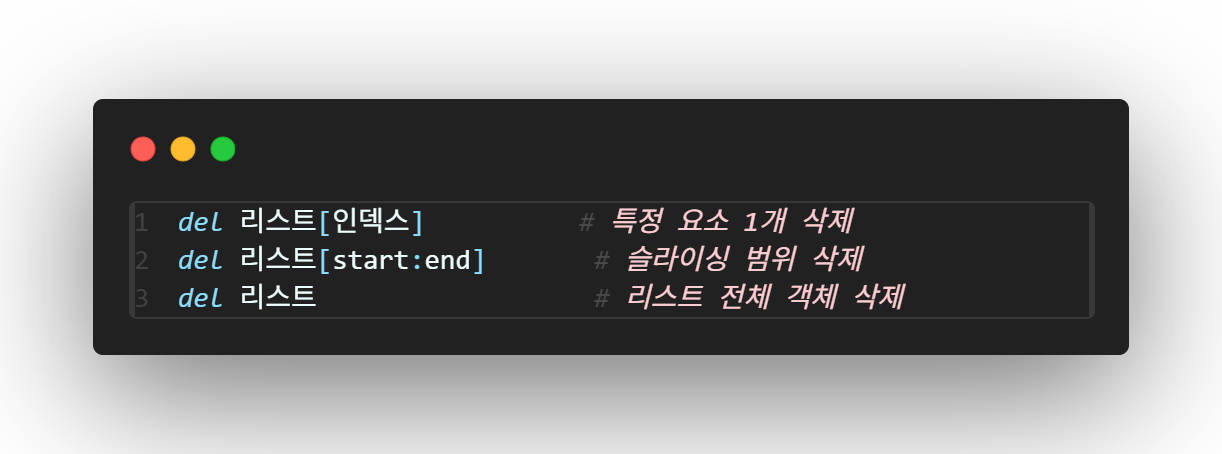 1 del 리스트[인덱스] # 특정 요소 1개 삭제
2 del 리스트[start:end] # 슬라이싱 범위 삭제
3 del 리스트 # 리스트 전체 객체 삭제